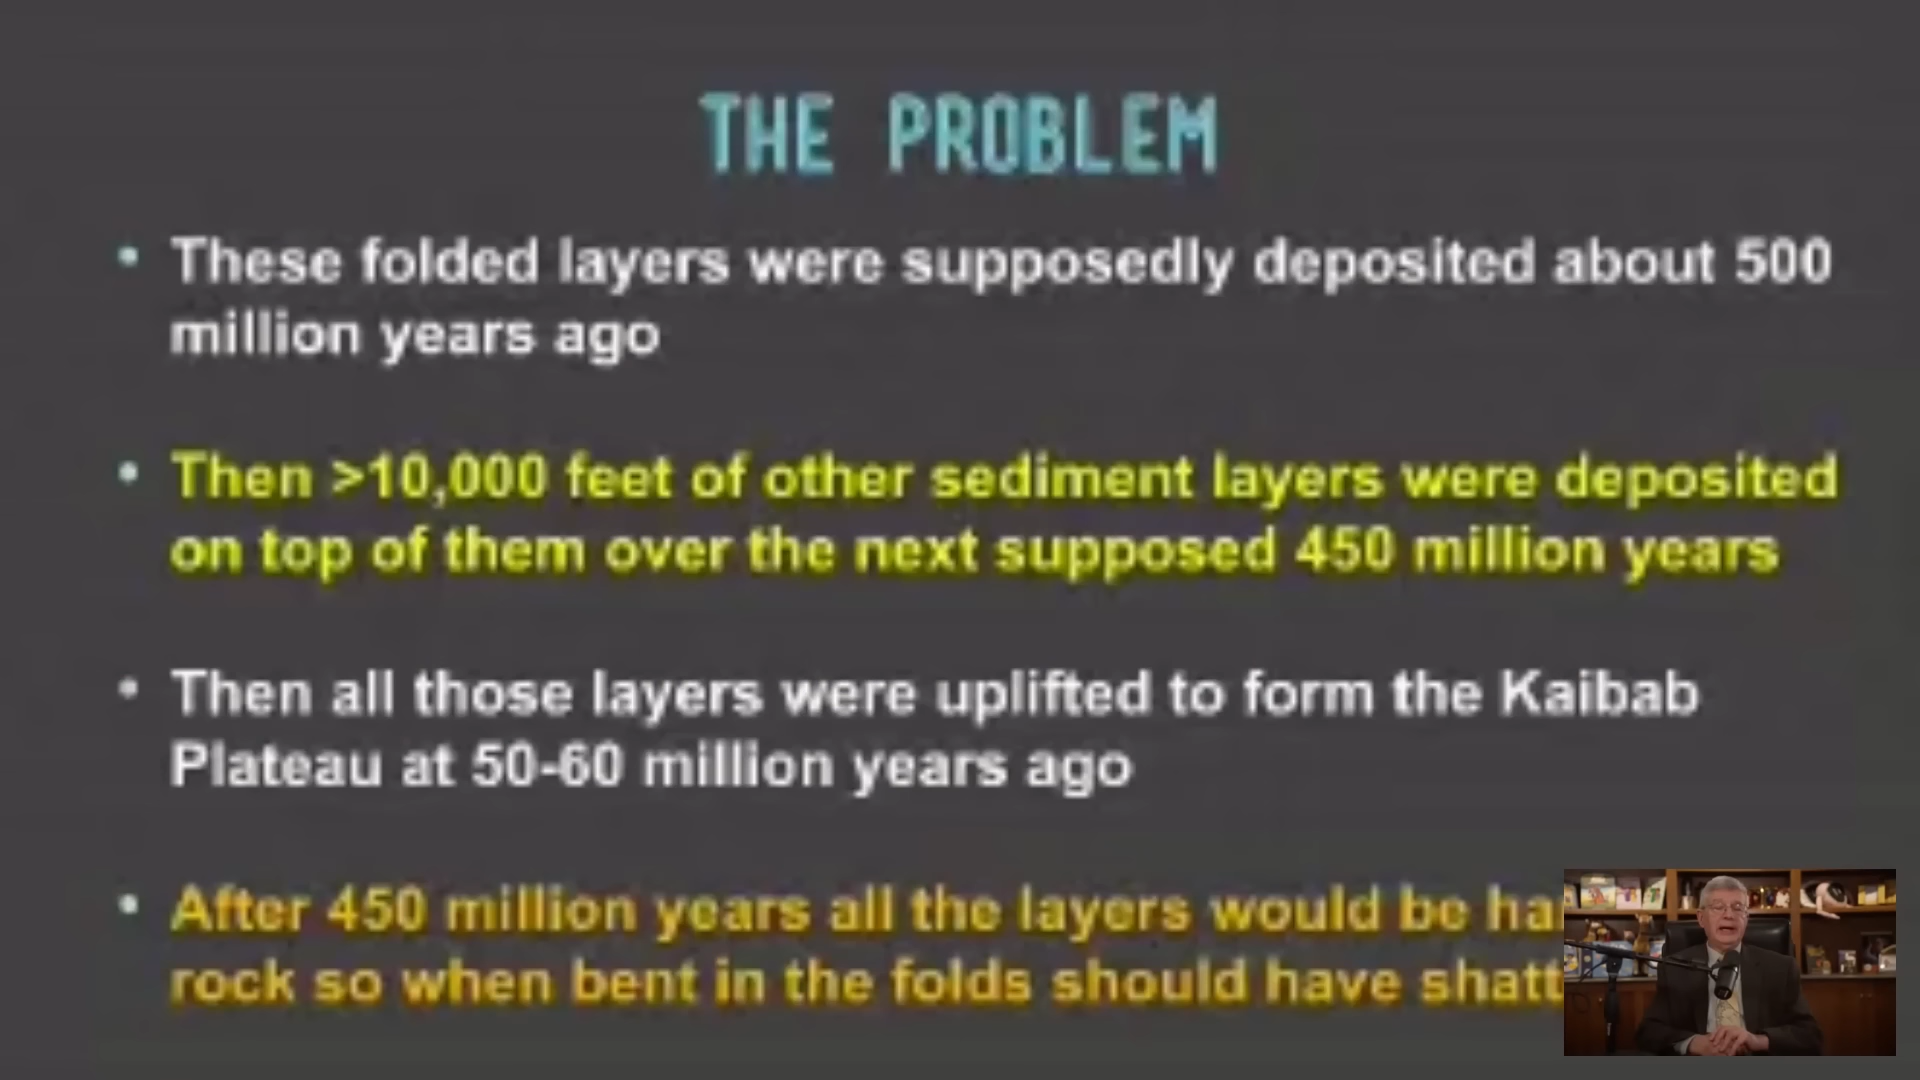 THE PROBLEM
• These folded layers were supposedly deposited about 500
million years ago
• Then >10,000 feet of other sediment layers were deposited
on top of them over the next supposed 450 million years
• Then all those layers were uplifted to form the Kaibab
Plateau at 50-60 million years ago
• After 450 million years all the layers would be
rock so when bent in the folds should have